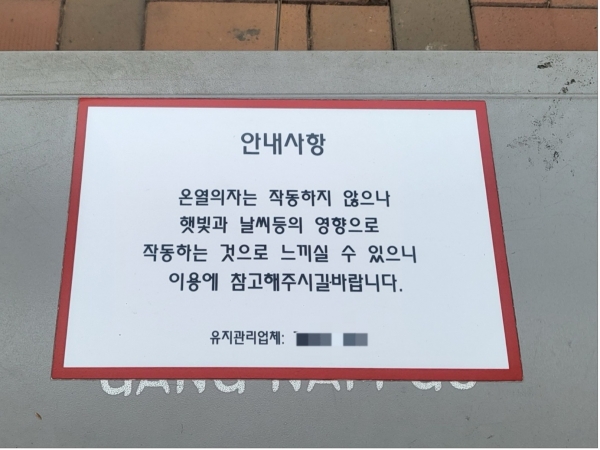 안내사항
온열의자는 작동하지 않으나
햇빛과 날씨등의 영향으로
작동하는 것으로 느끼실 수 있으니
이용에 참고해주시길바랍니다.
유지관리업체:
GANG NAM GU